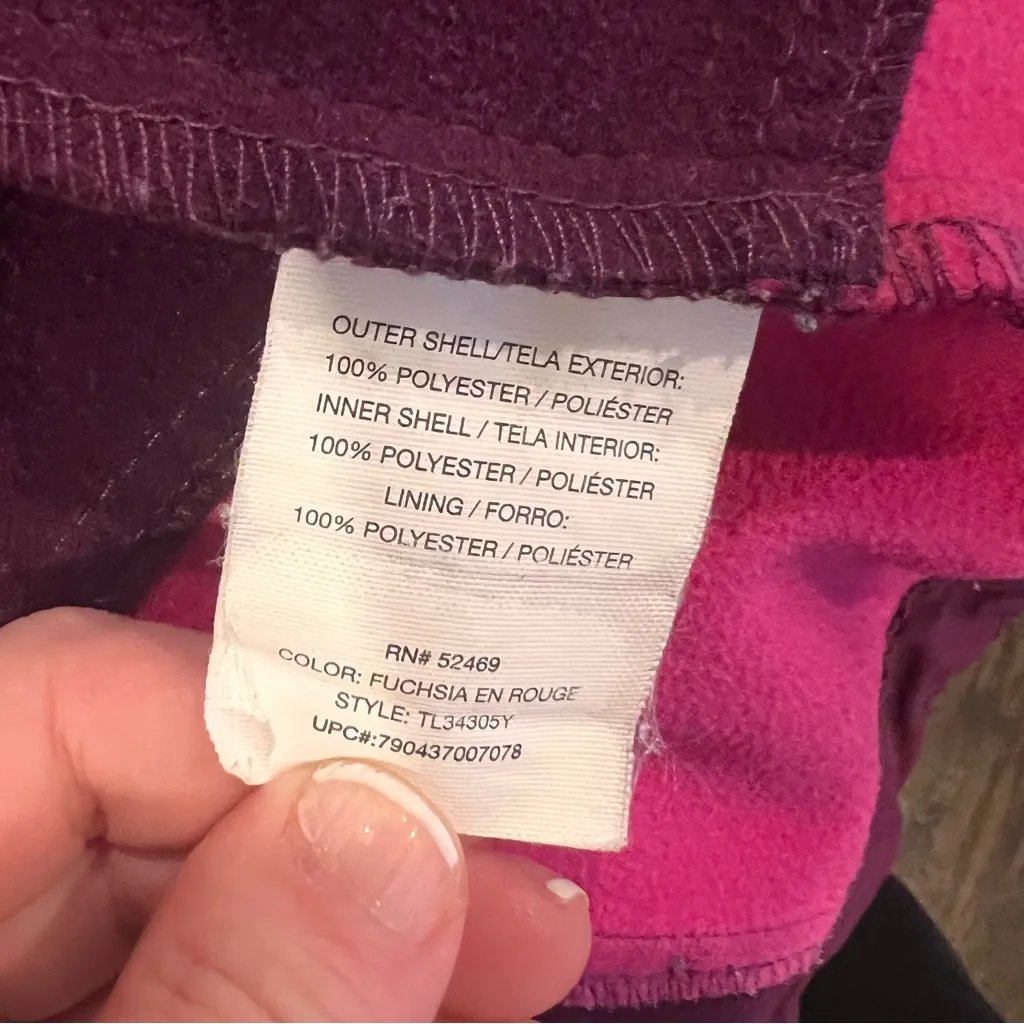 OUTER SHELL/TELA EXTERIOR:
100% POLYESTER / POLIÉSTER
INNER SHELL / TELA INTERIOR:
100% POLYESTER / POLIÉSTER
LINING / FORRO:
100% POLYESTER / POLIÉSTER
RN# 52469
COLOR: FUCHSIA EN ROUGE
STYLE: TL34305Y
UPC#:790437007078